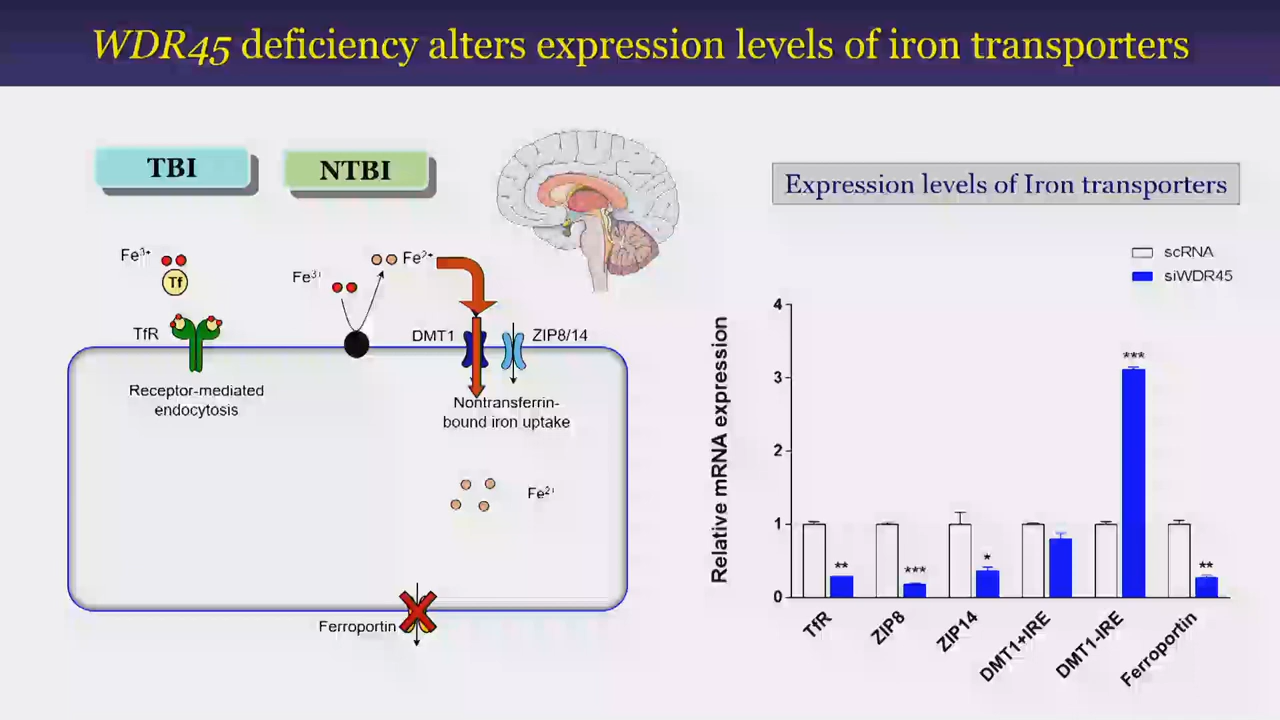 WDR45 deficiency alters expression levels of iron transporters
TBI
NTBI
Expression levels of Iron transporters
Fe³⁺
Tf
Fe³⁺
Fe²⁺
TfR
DMT1
ZIP8/14
Receptor-mediated
endocytosis
Nontransferrin-
bound iron uptake
Fe²⁺
Ferroportin
scRNA
siWDR45
Relative mRNA expression
4
3
2
1
0
**
***
*
***
**
TfR
ZIP8
ZIP14
DMT1+IRE
DMT1-IRE
Ferroportin